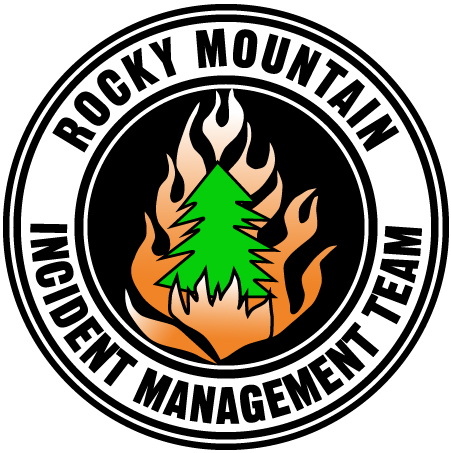 ROCKY MOUNTAIN
INCIDENT MANAGEMENT TEAM